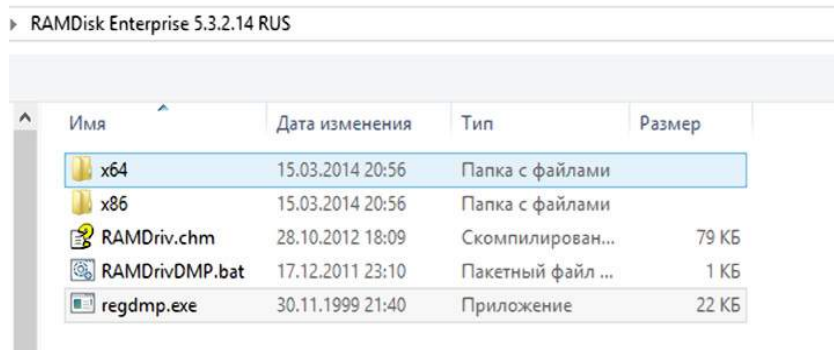 RAMDisk Enterprise 5.3.2.14 RUS
Имя Дата изменения Тип Размер
x64 15.03.2014 20:56 Папка с файлами
x86 15.03.2014 20:56 Папка с файлами
RAMDriv.chm 28.10.2012 18:09 Скомпилирован... 79 КБ
RAMDrivDMP.bat 17.12.2011 23:10 Пакетный файл ... 1 КБ
regdmp.exe 30.11.1999 21:40 Приложение 22 КБ